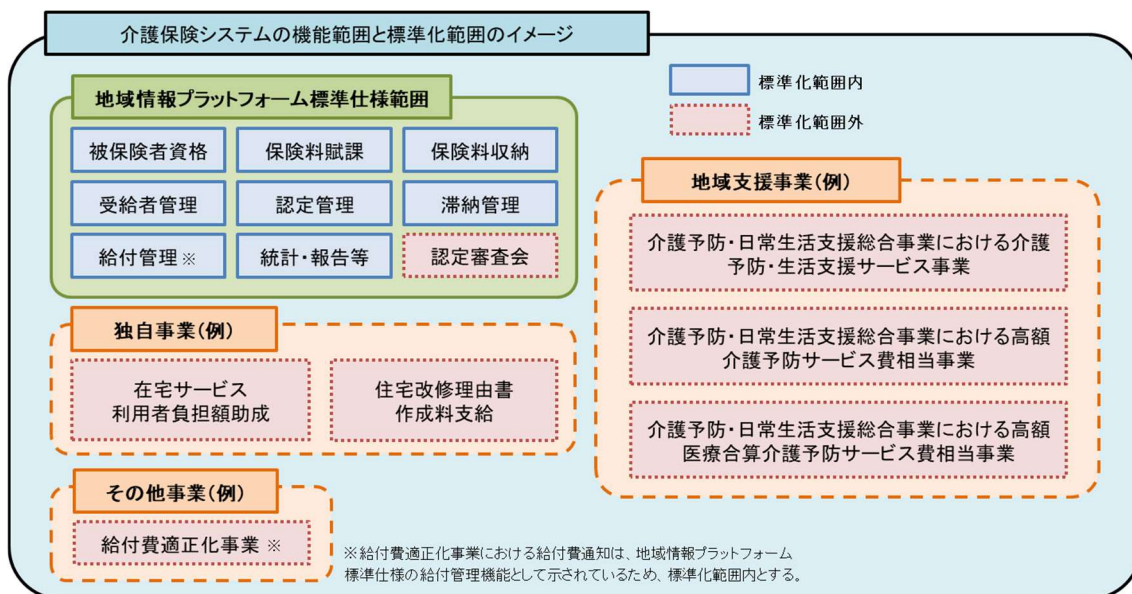 介護保険システムの機能範囲と標準化範囲のイメージ
標準化範囲内
標準化範囲外
地域情報プラットフォーム標準仕様範囲
被保険者資格
保険料賦課
保険料収納
受給者管理
認定管理
滞納管理
給付管理※
統計・報告等
認定審査会
地域支援事業(例)
介護予防・日常生活支援総合事業における介護
予防・生活支援サービス事業
介護予防・日常生活支援総合事業における高額
介護予防サービス費相当事業
介護予防・日常生活支援総合事業における高額
医療合算介護予防サービス費相当事業
独自事業(例)
在宅サービス
利用者負担額助成
住宅改修理由書
作成料支給
その他事業(例)
給付費適正化事業 ※
※給付費適正化事業における給付費通知は、地域情報プラットフォーム
標準仕様の給付管理機能として示されているため、標準化範囲内とする。